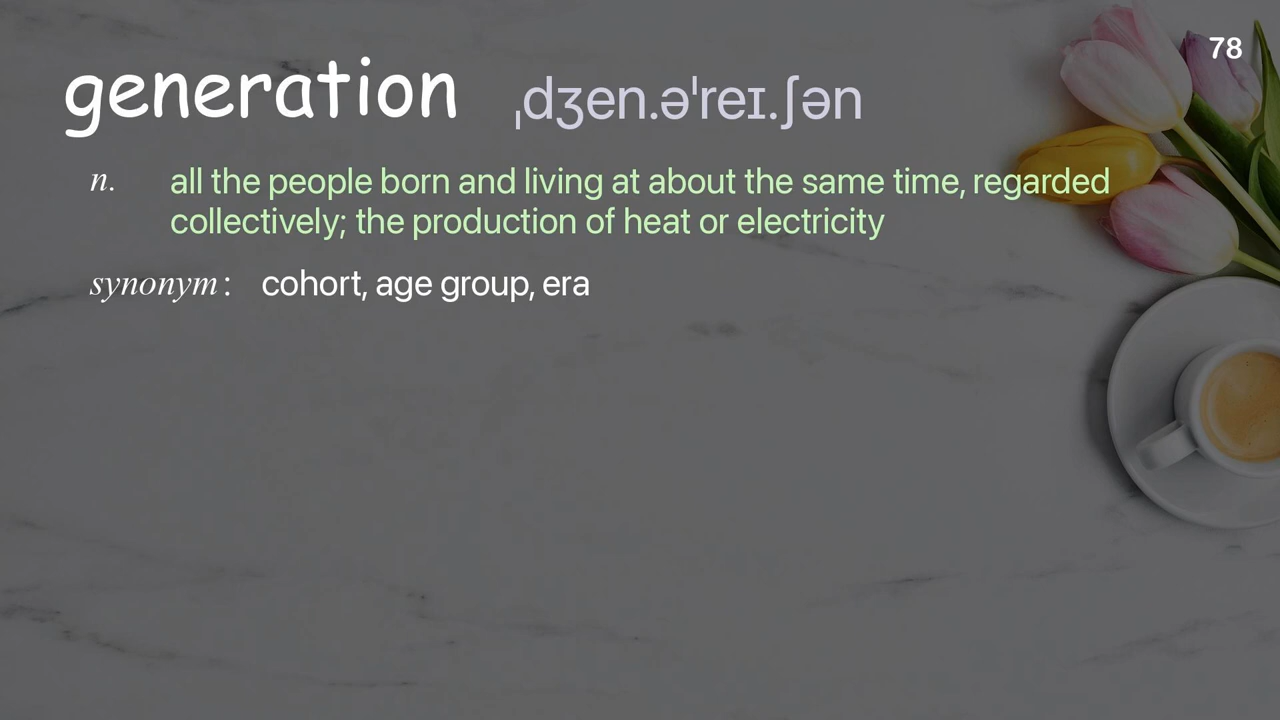 78
generation ˌdʒen.əˈreɪ.ʃən
n. all the people born and living at about the same time, regarded
collectively; the production of heat or electricity
synonym: cohort, age group, era